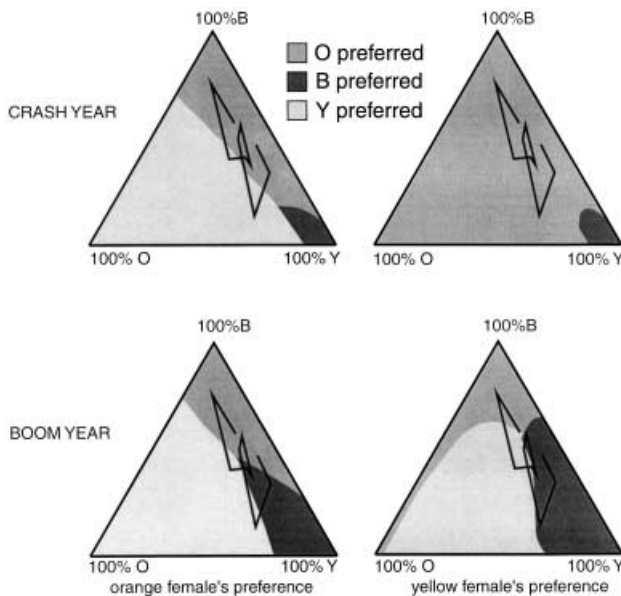 100%B
O preferred
B preferred
Y preferred
CRASH YEAR
100%B
100% O
100% Y
100% O
100% Y
100%B
100%B
BOOM YEAR
100% O
100% Y
100% O
100% Y
orange female's preference
yellow female's preference